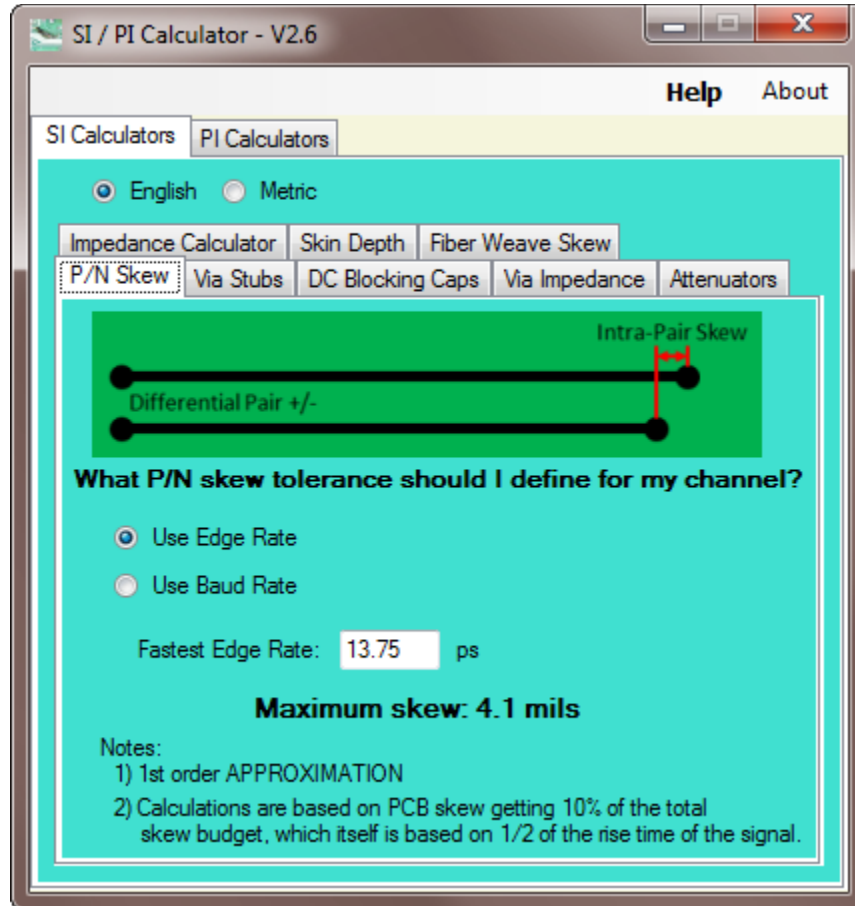 SI / PI Calculator - V2.6
Help About
SI Calculators PI Calculators
English Metric
Impedance Calculator Skin Depth Fiber Weave Skew
P/N Skew Via Stubs DC Blocking Caps Via Impedance Attenuators
Intra-Pair Skew
Differential Pair +/-
What P/N skew tolerance should I define for my channel?
Use Edge Rate
Use Baud Rate
Fastest Edge Rate: 13.75 ps
Maximum skew: 4.1 mils
Notes:
1) 1st order APPROXIMATION
2) Calculations are based on PCB skew getting 10% of the total
skew budget, which itself is based on 1/2 of the rise time of the signal.